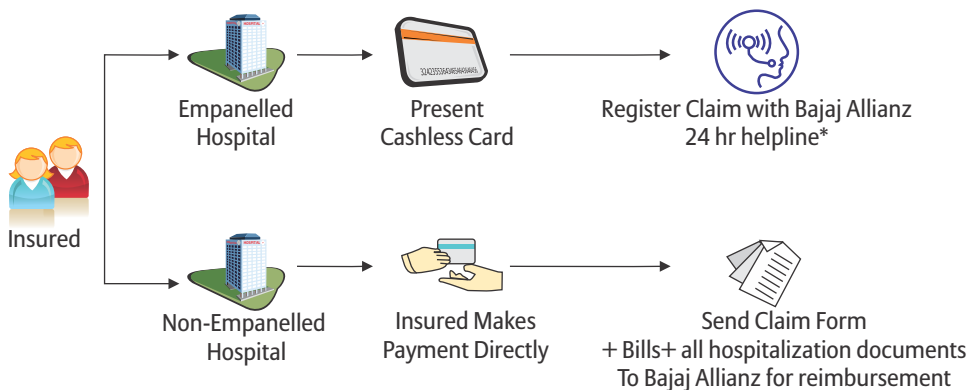 Empanelled
Hospital
Present
Cashless Card
Register Claim with Bajaj Allianz
24 hr helpline*
Insured
Non-Empanelled
Hospital
Insured Makes
Payment Directly
Send Claim Form
+ Bills+ all hospitalization documents
To Bajaj Allianz for reimbursement